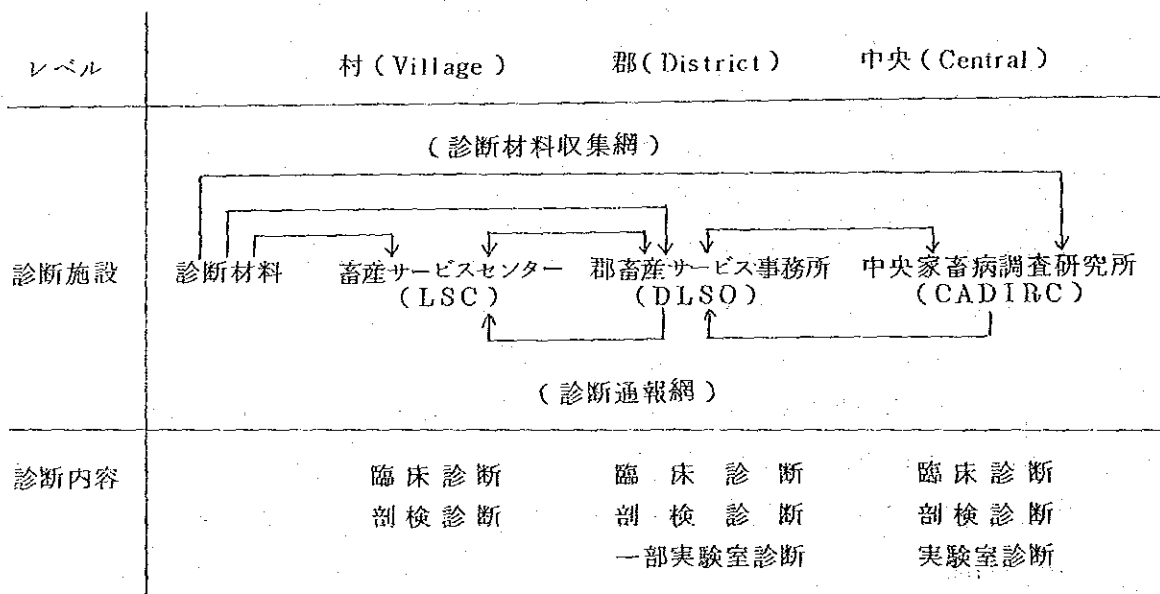 レベル 村(Village) 郡(District) 中央(Central)
(診断材料収集網)
診断施設 診断材料 畜産サービスセンター 郡畜産サービス事務所 中央家畜病調査研究所
(LSC) (DLSO) (CADIRC)
(診断通報網)
診断内容 臨床診断 臨床診断 臨床診断
剖検診断 剖検診断 剖検診断
一部実験室診断 実験室診断